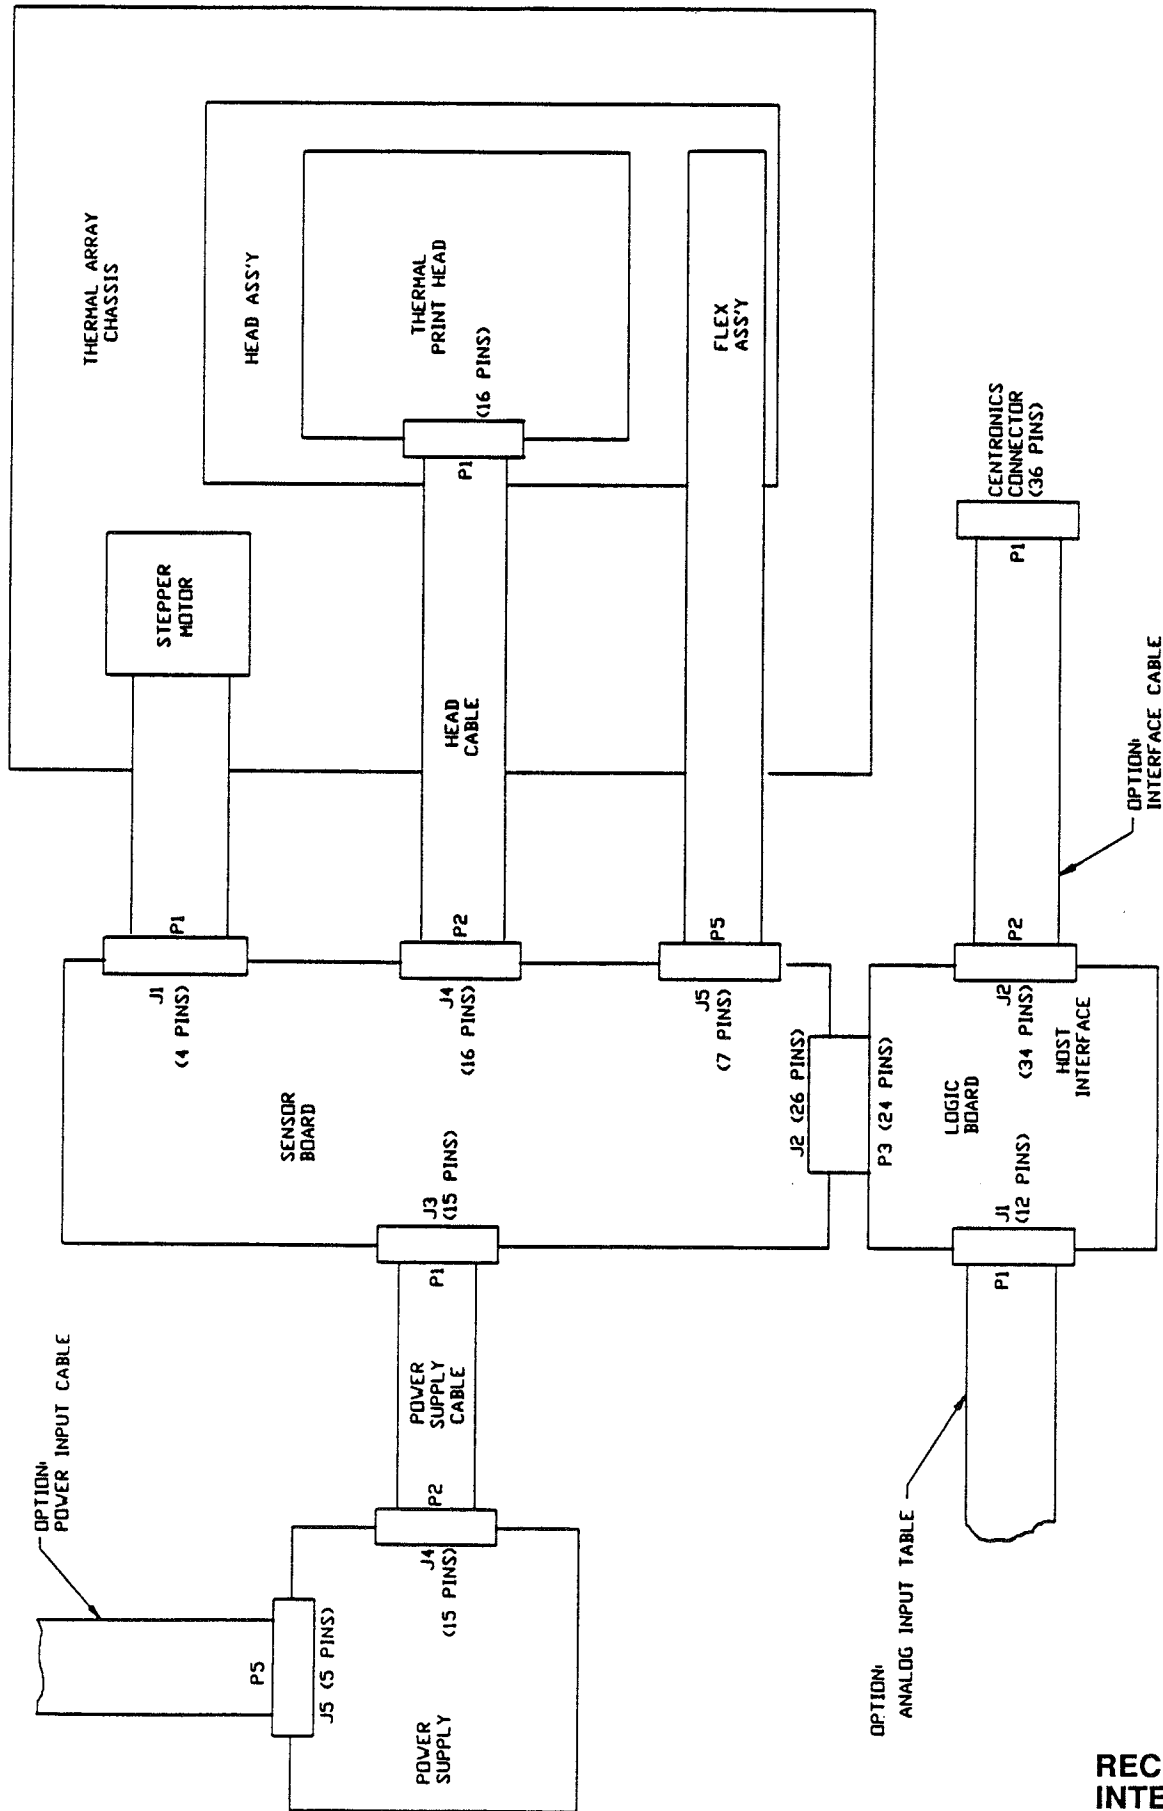 OPTION:
POWER INPUT CABLE
P5
J5 (5 PINS)
POWER
SUPPLY
J4
(15 PINS)
P2
POWER
SUPPLY
CABLE
P1
J3
(15 PINS)
SENSOR
BOARD
J1
(4 PINS)
P1
STEPPER
MOTOR
THERMAL ARRAY
CHASSIS
HEAD ASS'Y
J4
(16 PINS)
P2
HEAD
CABLE
P1
(16 PINS)
THERMAL
PRINT HEAD
J5
(7 PINS)
P5
FLEX
ASS'Y
J2 (26 PINS)
P3 (24 PINS)
OPTION:
ANALOG INPUT TABLE
P1
J1
(12 PINS)
LOGIC
BOARD
J2
(34 PINS)
HOST
INTERFACE
P2
P1
CENTRONICS
CONNECTOR
(36 PINS)
OPTION:
INTERFACE CABLE
REC
INTE